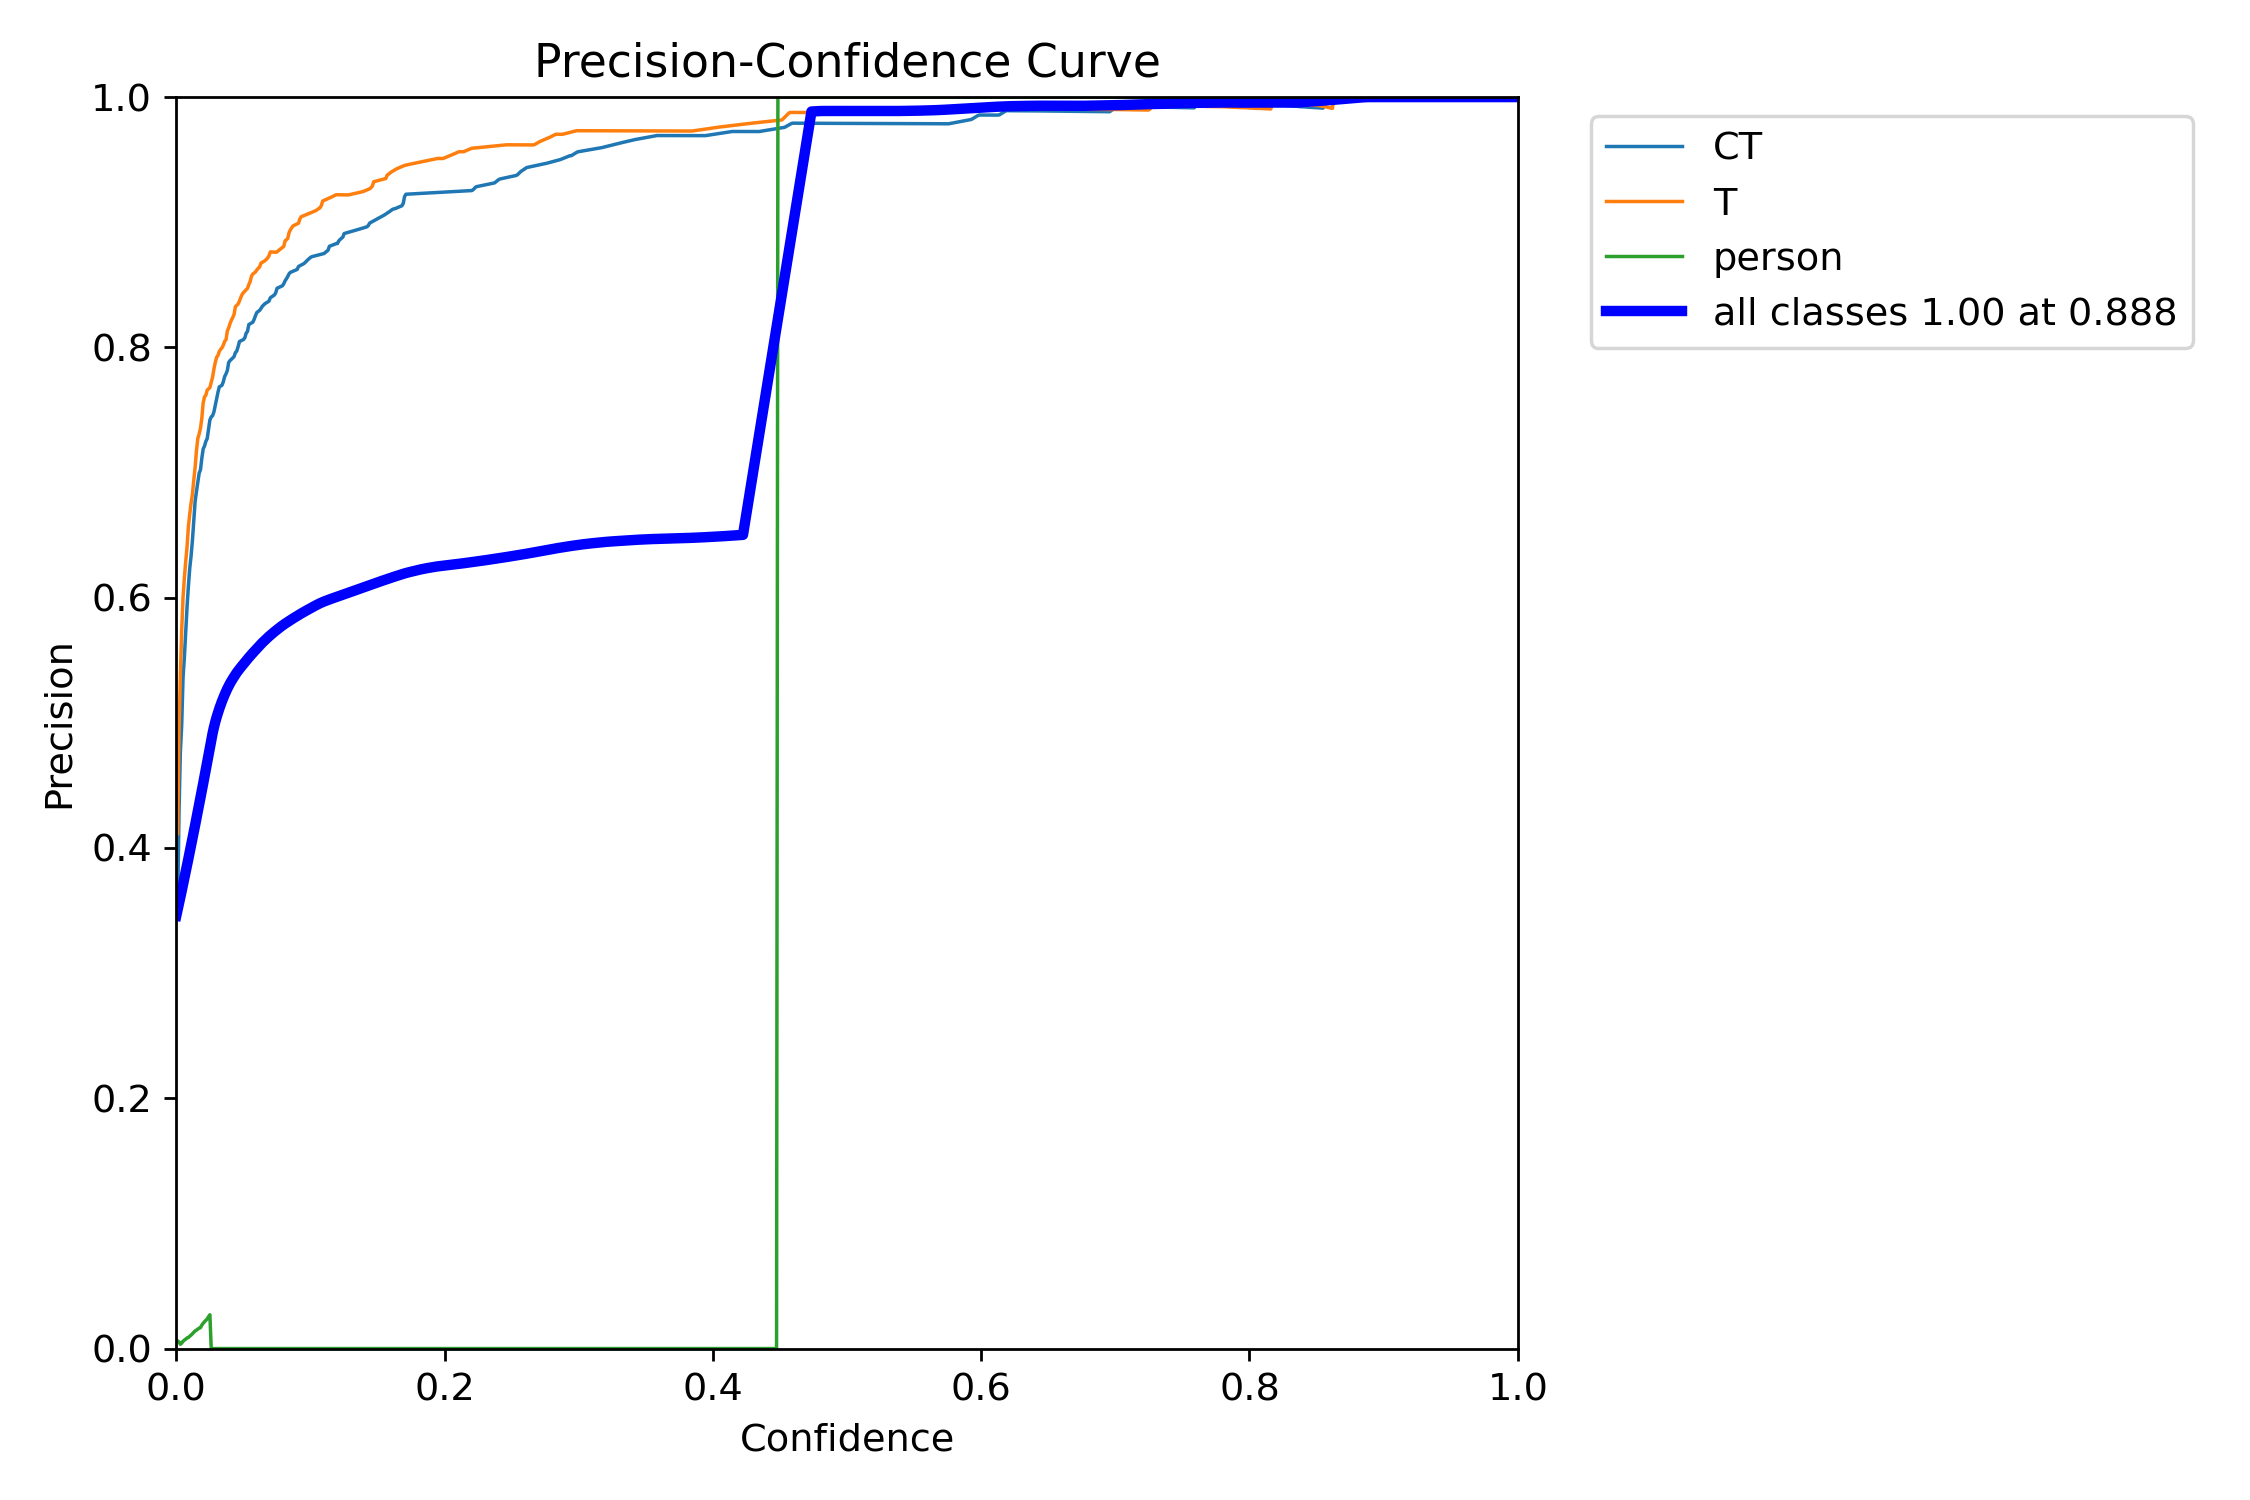 Precision-Confidence Curve
1.0
0.8
0.6
0.4
0.2
0.0
Precision
0.0 0.2 0.4 0.6 0.8 1.0
Confidence
CT
T
person
all classes 1.00 at 0.888